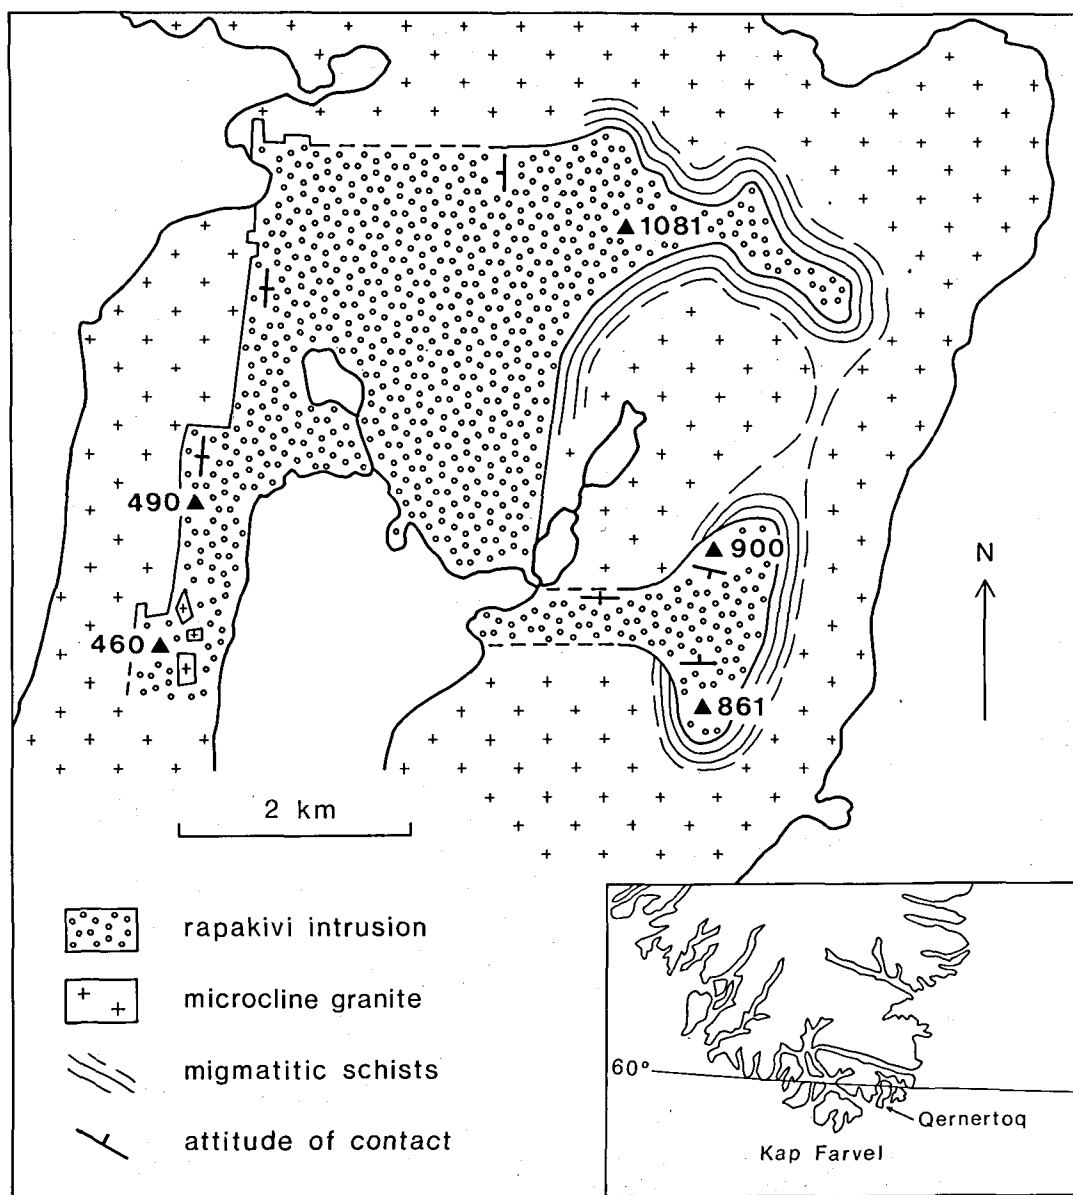 1081
490
900
N
460
861
2 km
rapakivi intrusion
microcline granite
migmatitic schists
attitude of contact
60°
Qernertoq
Kap Farvel